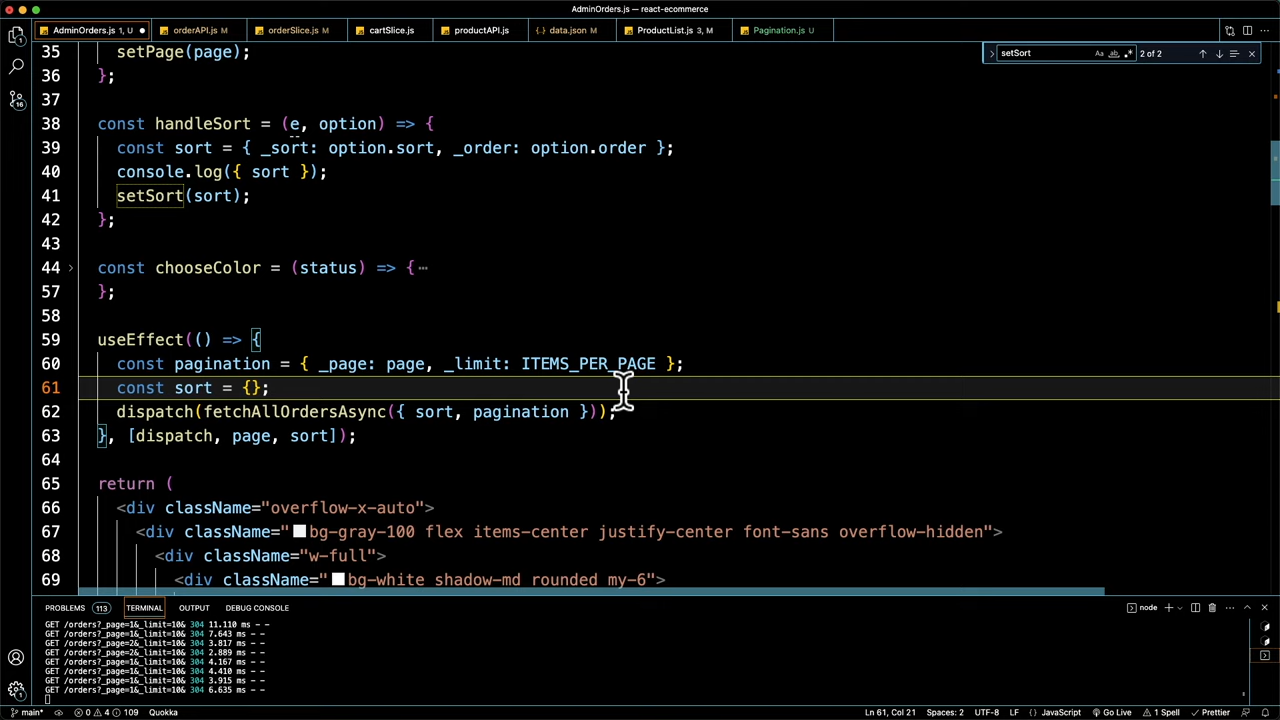 AdminOrders.js — react-ecommerce
AdminOrders.js 1, U
orderAPI.js M
orderSlice.js M
cartSlice.js
productAPI.js
data.json M
ProductList.js 3, M
Pagination.js U
setSort
Aa
ab
.*
2 of 2
35 setPage(page);
36 };
37
38 const handleSort = (e, option) => {
39 const sort = { _sort: option.sort, _order: option.order };
40 console.log({ sort });
41 setSort(sort);
42 };
43
44 const chooseColor = (status) => {⋯
57 };
58
59 useEffect(() => {
60 const pagination = { _page: page, _limit: ITEMS_PER_PAGE };
61 const sort = {};
62 dispatch(fetchAllOrdersAsync({ sort, pagination }));
63 }, [dispatch, page, sort]);
64
65 return (
66 <div className="overflow-x-auto">
67 <div className="bg-gray-100 flex items-center justify-center font-sans overflow-hidden">
68 <div className="w-full">
69 <div className="bg-white shadow-md rounded my-6">
16
1
PROBLEMS 113 TERMINAL OUTPUT DEBUG CONSOLE
node
GET /orders?_page=1&_limit=10& 304 11.110 ms - -
GET /orders?_page=1&_limit=10& 304 7.643 ms - -
GET /orders?_page=2&_limit=10& 304 3.817 ms - -
GET /orders?_page=2&_limit=10& 304 2.889 ms - -
GET /orders?_page=1&_limit=10& 304 4.167 ms - -
GET /orders?_page=1&_limit=10& 304 4.410 ms - -
GET /orders?_page=1&_limit=10& 304 3.915 ms - -
GET /orders?_page=1&_limit=10& 304 6.635 ms - -
main* 0 4 109 Quokka
Ln 61, Col 21 Spaces: 2 UTF-8 LF JavaScript Go Live 1 Spell Prettier